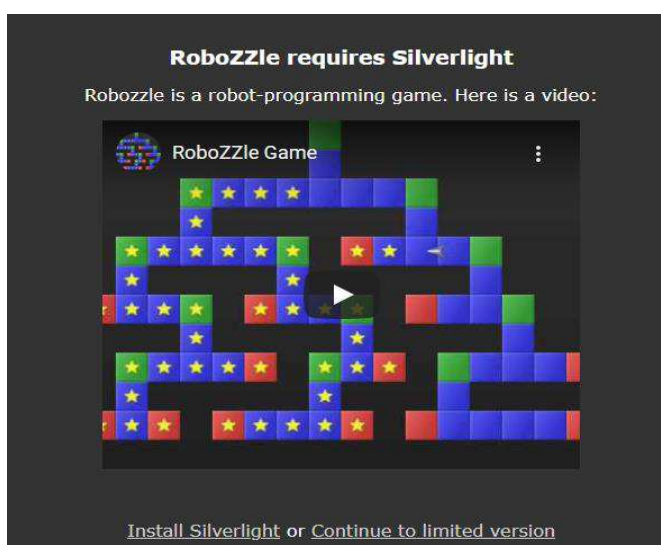 RoboZZle requires Silverlight
Robozzle is a robot-programming game. Here is a video:
RoboZZle Game
Install Silverlight or Continue to limited version